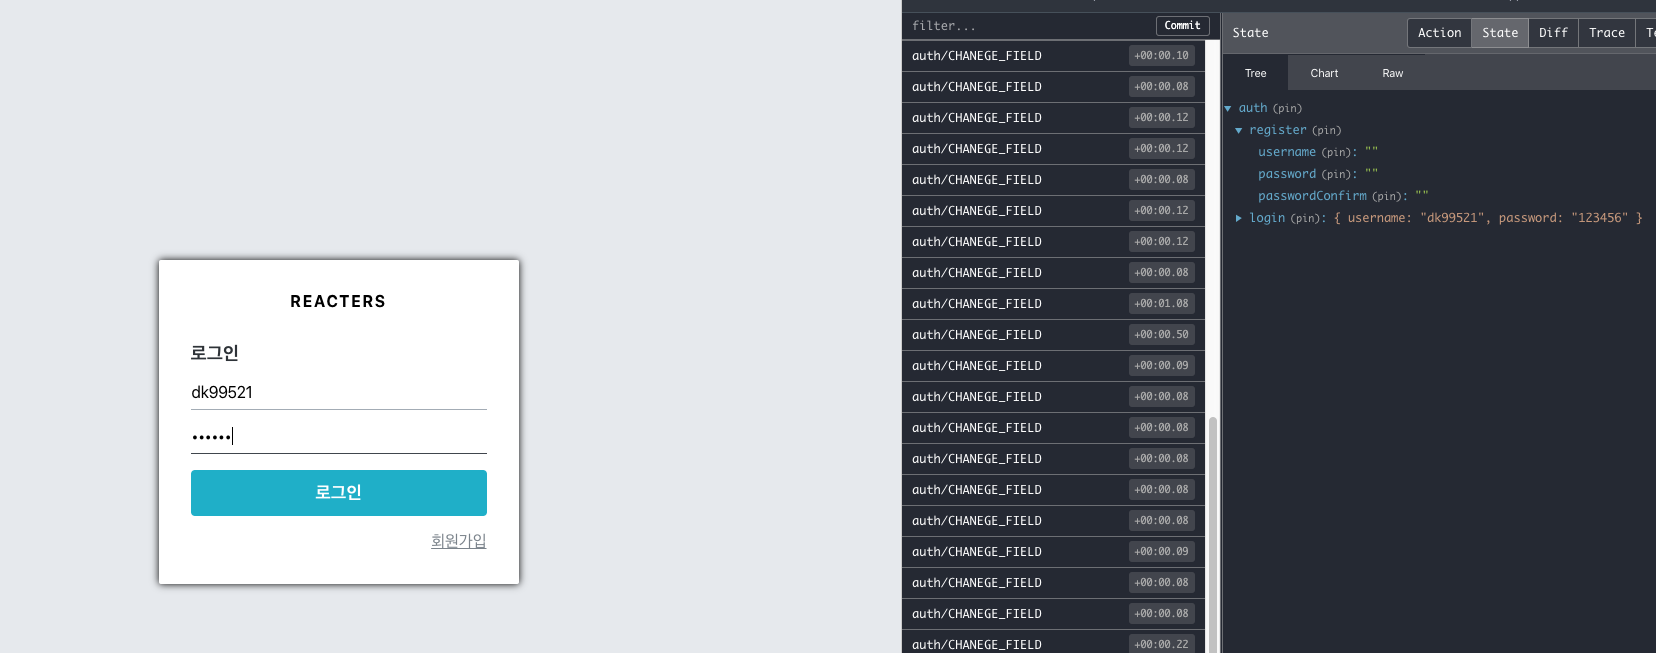 REACTERS
로그인
dk99521
••••••
로그인
회원가입
filter... Commit
auth/CHANEGE_FIELD +00:00.10
auth/CHANEGE_FIELD +00:00.08
auth/CHANEGE_FIELD +00:00.12
auth/CHANEGE_FIELD +00:00.12
auth/CHANEGE_FIELD +00:00.08
auth/CHANEGE_FIELD +00:00.12
auth/CHANEGE_FIELD +00:00.12
auth/CHANEGE_FIELD +00:00.08
auth/CHANEGE_FIELD +00:01.08
auth/CHANEGE_FIELD +00:00.50
auth/CHANEGE_FIELD +00:00.09
auth/CHANEGE_FIELD +00:00.08
auth/CHANEGE_FIELD +00:00.08
auth/CHANEGE_FIELD +00:00.08
auth/CHANEGE_FIELD +00:00.08
auth/CHANEGE_FIELD +00:00.08
auth/CHANEGE_FIELD +00:00.09
auth/CHANEGE_FIELD +00:00.08
auth/CHANEGE_FIELD +00:00.08
auth/CHANEGE_FIELD +00:00.22
State Action State Diff Trace
Tree Chart Raw
auth (pin)
register (pin)
username (pin): ""
password (pin): ""
passwordConfirm (pin): ""
login (pin): { username: "dk99521", password: "123456" }